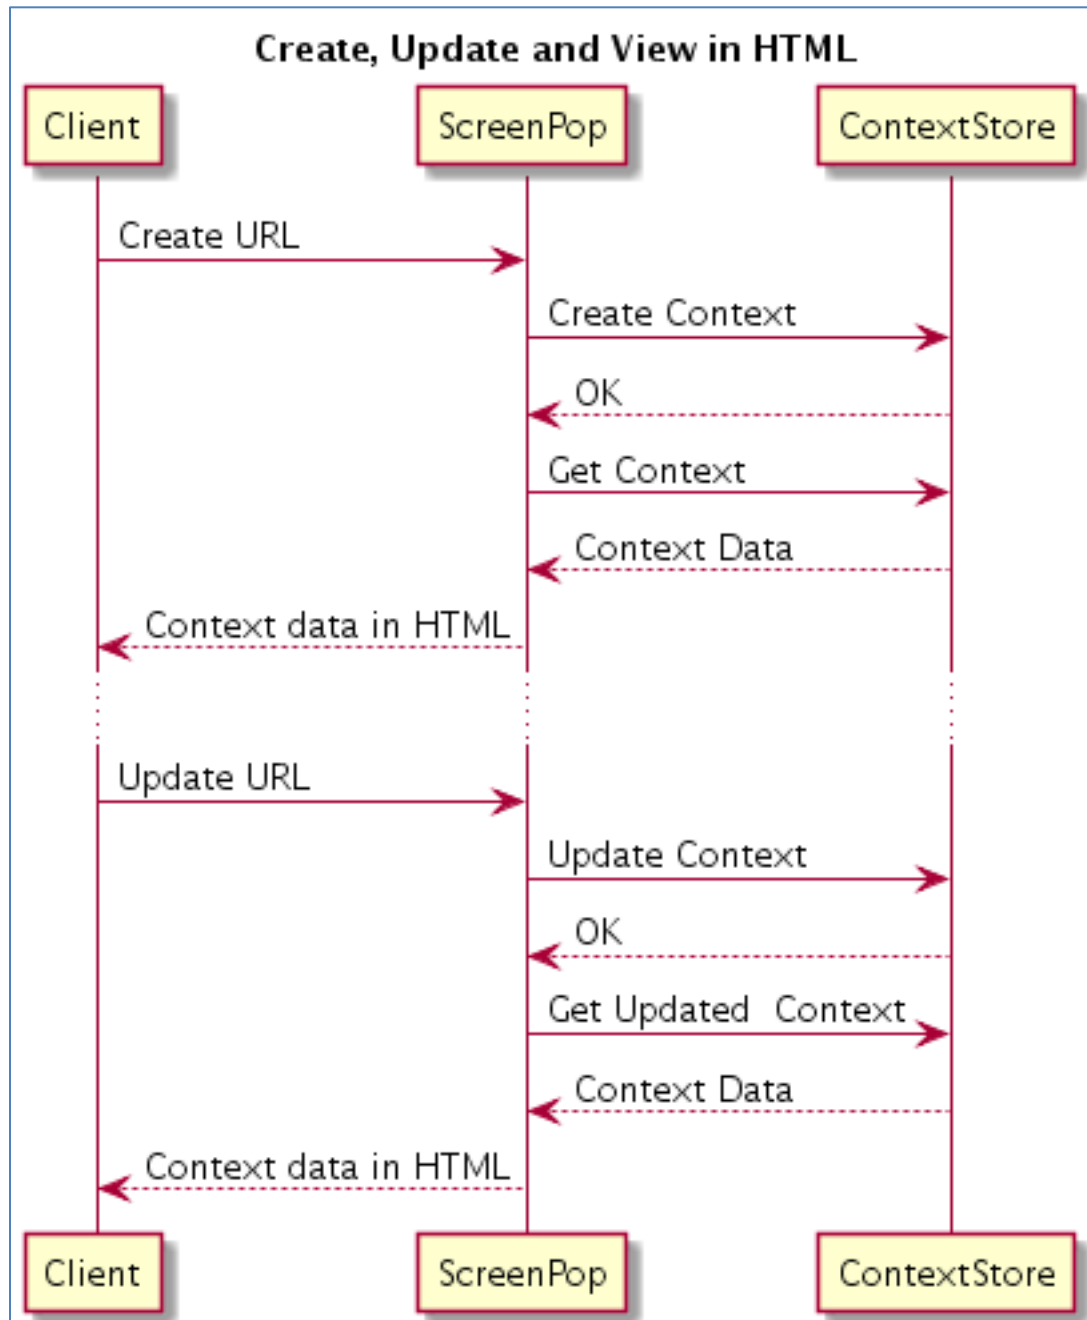 Create, Update and View in HTML
Client ScreenPop ContextStore
Create URL
Create Context
OK
Get Context
Context Data
Context data in HTML
Update URL
Update Context
OK
Get Updated  Context
Context Data
Context data in HTML
Client ScreenPop ContextStore